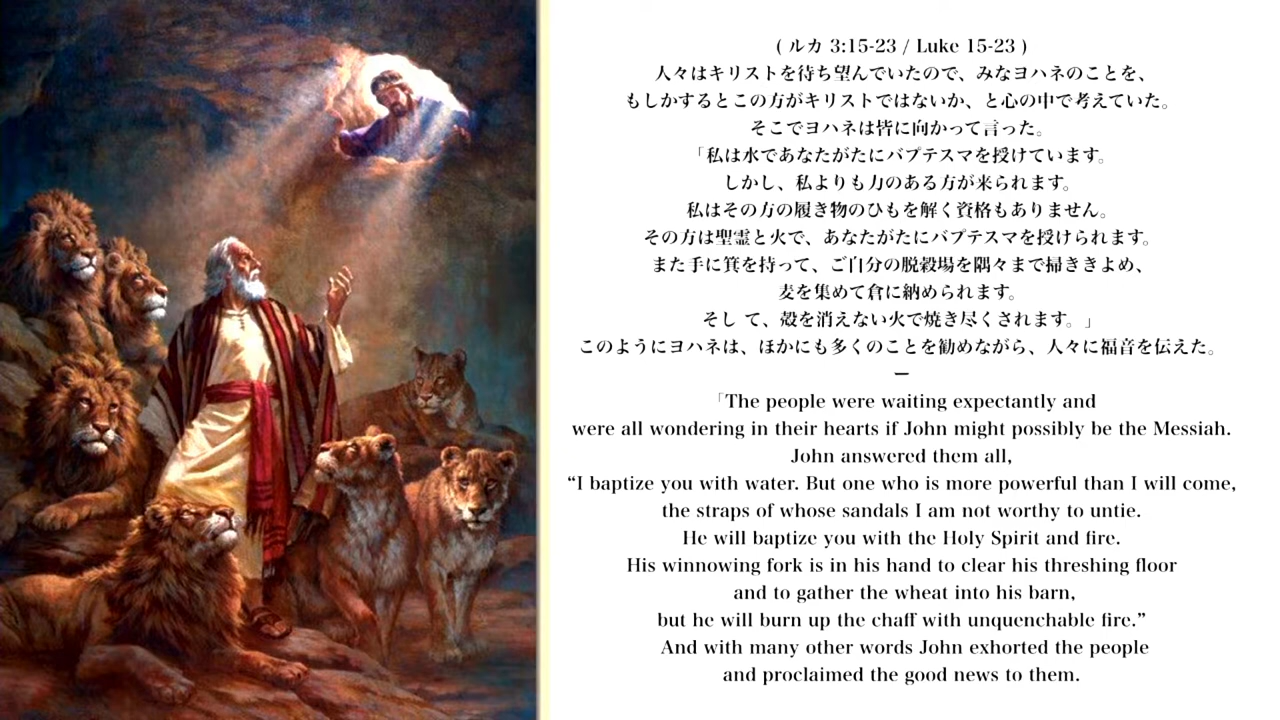 ( ルカ 3:15-23 / Luke 15-23 )
人々はキリストを待ち望んでいたので、みなヨハネのことを、
もしかするとこの方がキリストではないか、と心の中で考えていた。
そこでヨハネは皆に向かって言った。
「私は水であなたがたにバプテスマを授けています。
しかし、私よりも力のある方が来られます。
私はその方の履き物のひもを解く資格もありません。
その方は聖霊と火で、あなたがたにバプテスマを授けられます。
また手に箕を持って、ご自分の脱穀場を隅々まで掃ききよめ、
麦を集めて倉に納められます。
そし て、殻を消えない火で焼き尽くされます。」
このようにヨハネは、ほかにも多くのことを勧めながら、人々に福音を伝えた。
ー
「The people were waiting expectantly and
were all wondering in their hearts if John might possibly be the Messiah.
John answered them all,
“I baptize you with water. But one who is more powerful than I will come,
the straps of whose sandals I am not worthy to untie.
He will baptize you with the Holy Spirit and fire.
His winnowing fork is in his hand to clear his threshing floor
and to gather the wheat into his barn,
but he will burn up the chaff with unquenchable fire.”
And with many other words John exhorted the people
and proclaimed the good news to them.